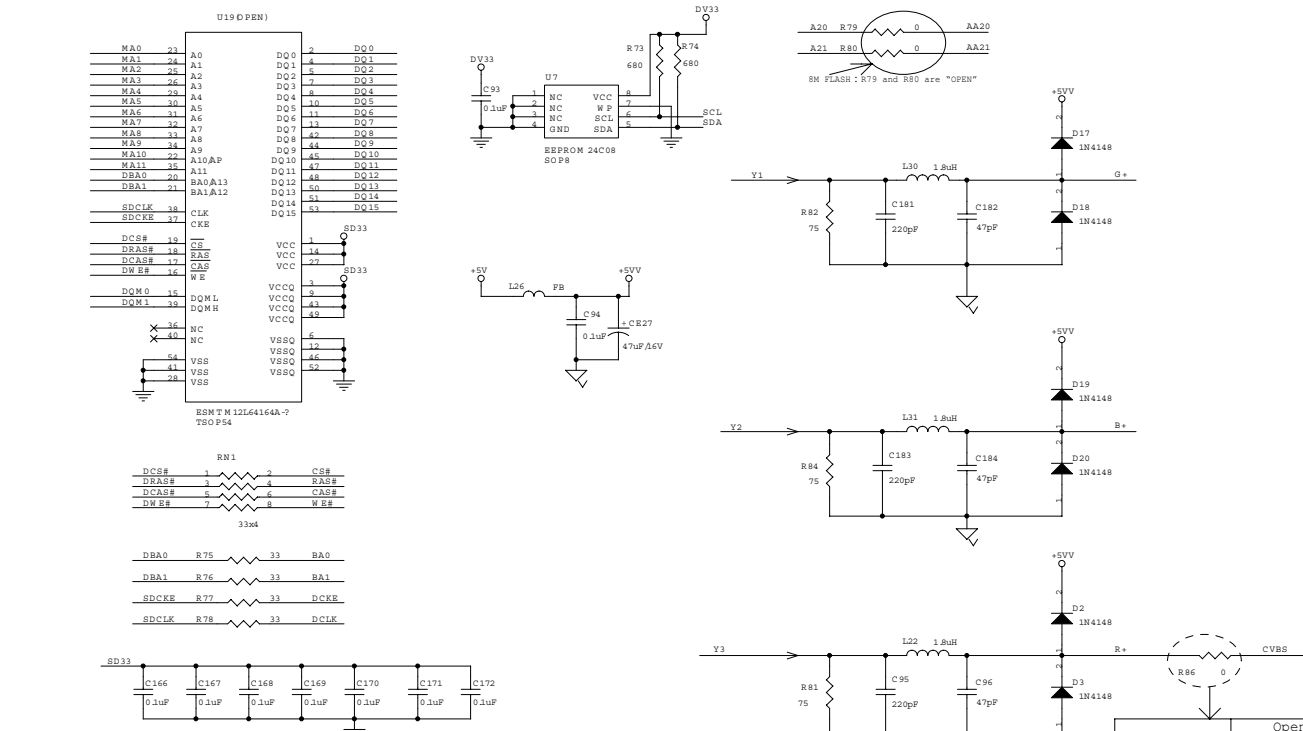 U19(OPEN)
MA0 23 A0 DQ0 2 DQ0
MA1 24 A1 DQ1 4 DQ1
MA2 25 A2 DQ2 5 DQ2
MA3 26 A3 DQ3 7 DQ3
MA4 29 A4 DQ4 8 DQ4
MA5 30 A5 DQ5 10 DQ5
MA6 31 A6 DQ6 11 DQ6
MA7 32 A7 DQ7 13 DQ7
MA8 33 A8 DQ8 42 DQ8
MA9 34 A9 DQ9 44 DQ9
MA10 22 A10/AP DQ10 45 DQ10
MA11 35 A11 DQ11 47 DQ11
DBA0 20 BA0/A13 DQ12 48 DQ12
DBA1 21 BA1/A12 DQ13 50 DQ13
DQ14 51 DQ14
SDCLK 38 CLK DQ15 53 DQ15
SDCKE 37 CKE
SD33
DCS# 19 CS VCC 1
DRAS# 18 RAS VCC 14
DCAS# 17 CAS VCC 27
DWE# 16 WE
SD33
VCCQ 3
DQM0 15 DQML VCCQ 9
DQM1 39 DQMH VCCQ 43
VCCQ 49
36 NC
40 NC VSSQ 6
VSSQ 12
54 VSS VSSQ 46
41 VSS VSSQ 52
28 VSS
ESMT M12L64164A-?
TSOP54
RN1
DCS# 1 2 CS#
DRAS# 3 4 RAS#
DCAS# 5 6 CAS#
DWE# 7 8 WE#
33x4
DBA0 R75 33 BA0
DBA1 R76 33 BA1
SDCKE R77 33 DCKE
SDCLK R78 33 DCLK
SD33
C166 C167 C168 C169 C170 C171 C172
0.1uF 0.1uF 0.1uF 0.1uF 0.1uF 0.1uF 0.1uF
DV33
R73 R74
680 680
DV33
C93
0.1uF
U7
1 NC VCC 8
2 NC WP 7
3 NC SCL 6 SCL
4 GND SDA 5 SDA
EEPROM 24C08
SOP8
+5V +5VV
L26 FB
C94
0.1uF
+ CE27
47uF/16V
A20 R79 0 AA20
A21 R80 0 AA21
8M FLASH : R79 and R80 are "OPEN"
+5VV
2
D17
1N4148
1
Y1 L30 1.8uH G+
R82
75
C181
220pF
C182
47pF
2
D18
1N4148
1
+5VV
2
D19
1N4148
1
Y2 L31 1.8uH B+
R84
75
C183
220pF
C184
47pF
2
D20
1N4148
1
+5VV
2
D2
1N4148
1
Y3 L22 1.8uH R+ CVBS
R86 0
R81
75
C95
220pF
C96
47pF
2
D3
1N4148
1
Open